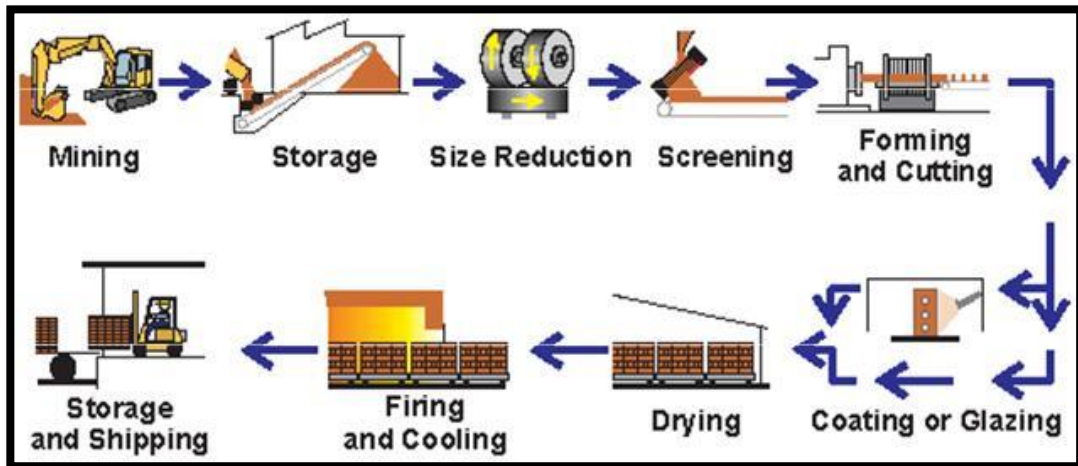 Mining
Storage
Size Reduction
Screening
Forming
and Cutting
Coating or Glazing
Drying
Firing
and Cooling
Storage
and Shipping